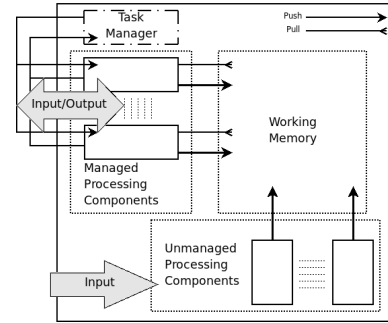 Task
Manager
Push
Pull
Input/Output
Working
Memory
Managed
Processing
Components
Unmanaged
Processing
Components
Input